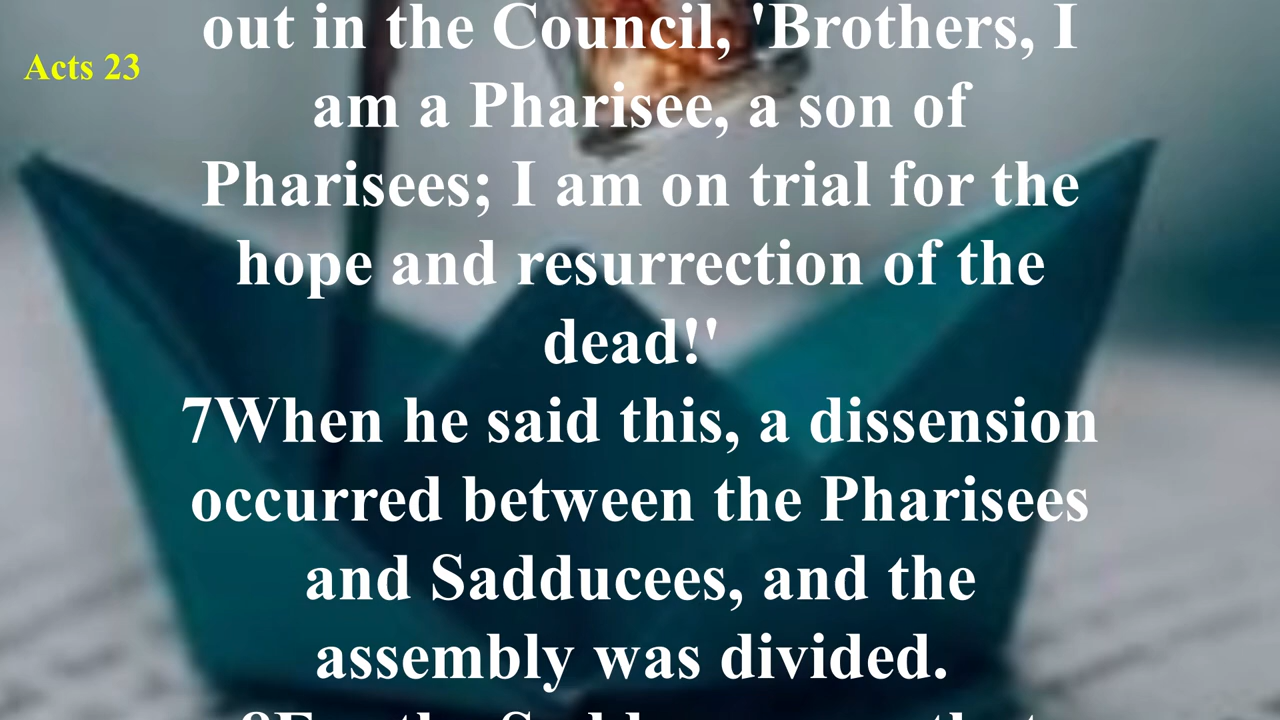 out in the Council, 'Brothers, I
Acts 23
am a Pharisee, a son of
Pharisees; I am on trial for the
hope and resurrection of the
dead!'
7When he said this, a dissension
occurred between the Pharisees
and Sadducees, and the
assembly was divided.